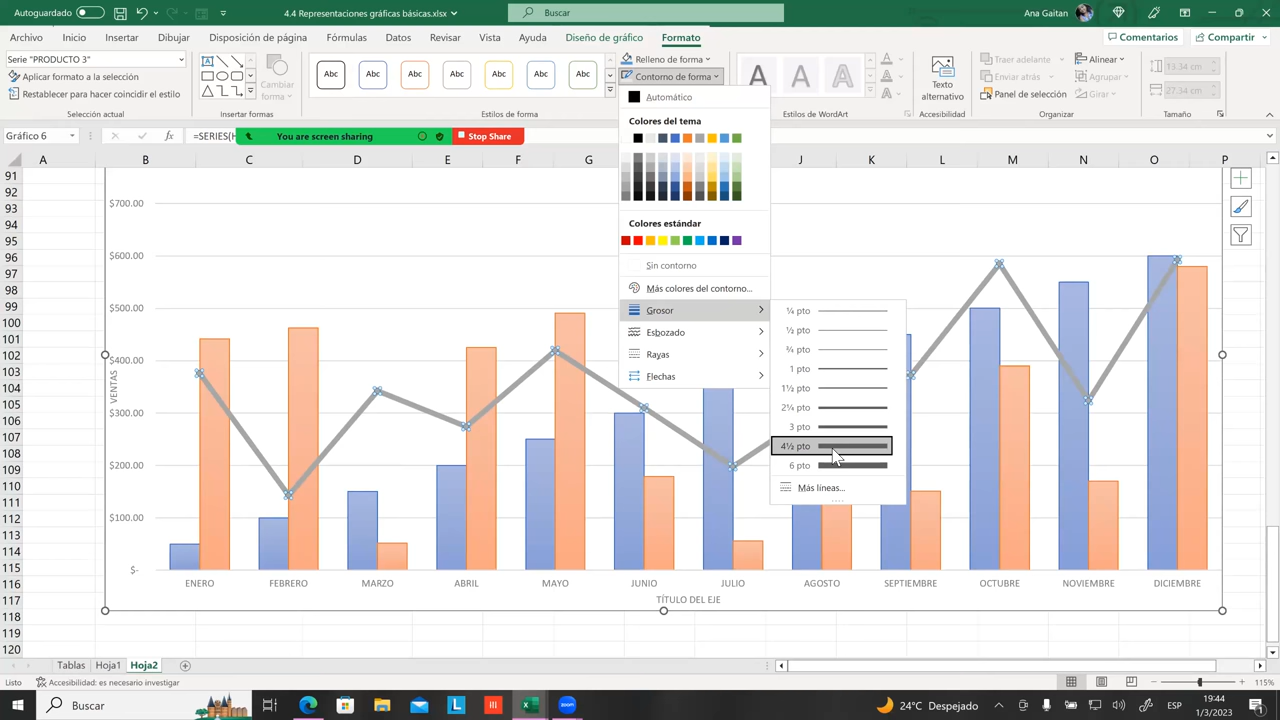 Autoguardado
4.4 Representaciones gráficas básicas.xlsx
Buscar
Ana Gaitan
Archivo Inicio Insertar Dibujar Disposición de página Fórmulas Datos Revisar Vista Ayuda Diseño de gráfico Formato
Comentarios
Compartir
Serie "PRODUCTO 3"
Aplicar formato a la selección
Restablecer para hacer coincidir el estilo
Selección actual
Cambiar
forma
Insertar formas
Abc Abc Abc Abc Abc Abc Abc
Estilos de forma
Relleno de forma
Contorno de forma
A A A
Estilos de WordArt
Texto
alternativo
Accesibilidad
Traer adelante
Enviar atrás
Panel de selección
Alinear
Agrupar
Girar
Organizar
13.34 cm
27.34 cm
Tamaño
Gráfico 6
fx
=SERIES(H
You are screen sharing
Stop Share
Automático
Colores del tema
Colores estándar
Sin contorno
Más colores del contorno...
Grosor
Esbozado
Rayas
Flechas
¼ pto
½ pto
¾ pto
1 pto
1½ pto
2¼ pto
3 pto
4½ pto
6 pto
Más líneas...
A B C D E F G J K L M N O P
91
92
93
94
95
96
97
98
99
100
101
102
103
104
105
106
107
108
109
110
111
112
113
114
115
116
117
118
119
120
$700.00
$600.00
$500.00
$400.00
$300.00
$200.00
$100.00
$-
VENTAS
ENERO FEBRERO MARZO ABRIL MAYO JUNIO JULIO AGOSTO SEPTIEMBRE OCTUBRE NOVIEMBRE DICIEMBRE
TÍTULO DEL EJE
Tablas Hoja1 Hoja2
Listo
Accesibilidad: es necesario investigar
115%
Buscar
24°C Despejado
ESP
19:44
1/3/2023